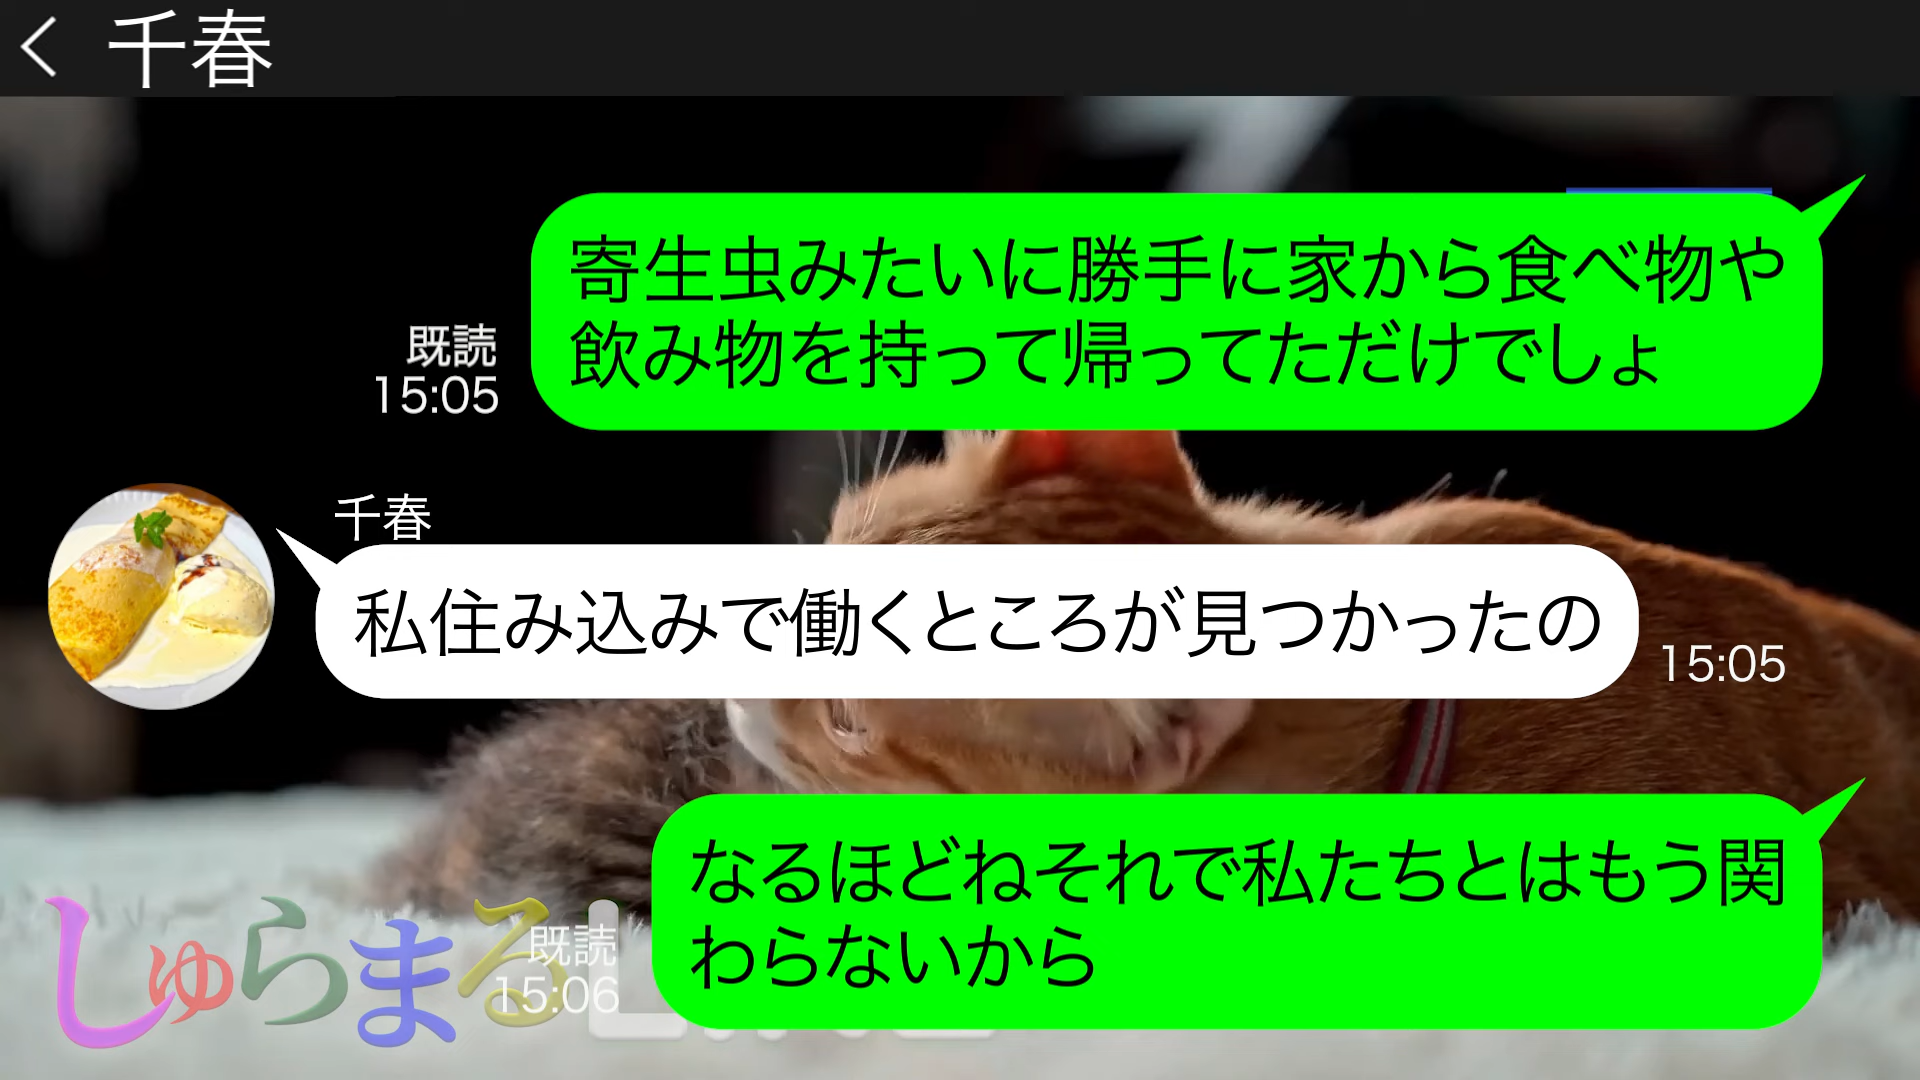 千春
寄生虫みたいに勝手に家から食べ物や
飲み物を持って帰ってただけでしょ
既読
15:05
千春
私住み込みで働くところが見つかったの
15:05
なるほどねそれで私たちとはもう関
わらないから
既読
15:06
しゅらまる